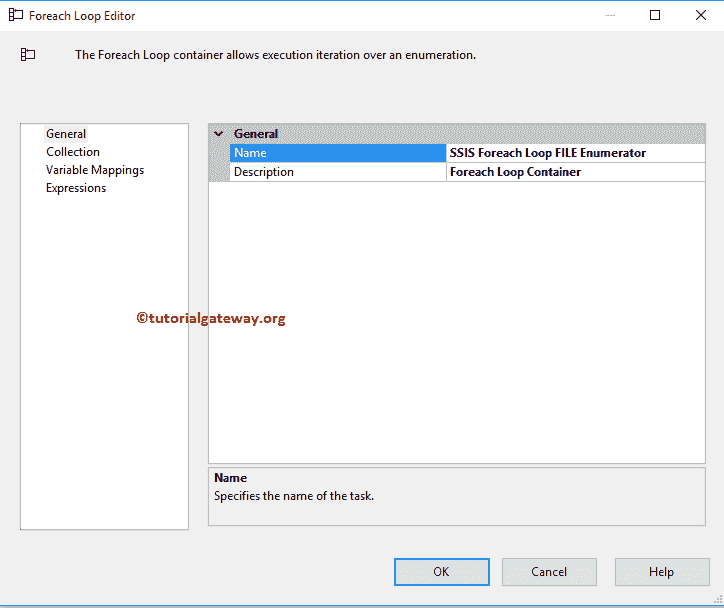 Foreach Loop Editor
The Foreach Loop container allows execution iteration over an enumeration.
General
Collection
Variable Mappings
Expressions
General
Name SSIS Foreach Loop FILE Enumerator
Description Foreach Loop Container
©tutorialgateway.org
Name
Specifies the name of the task.
OK Cancel Help